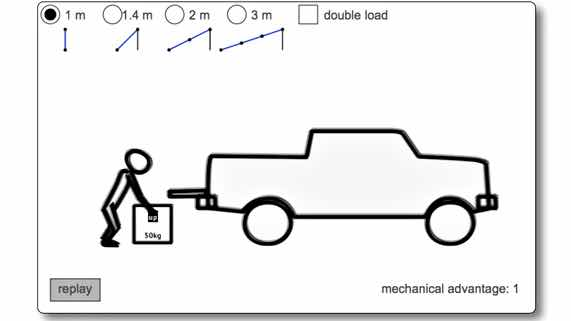 1 m 1.4 m 2 m 3 m double load
up
50kg
replay mechanical advantage: 1